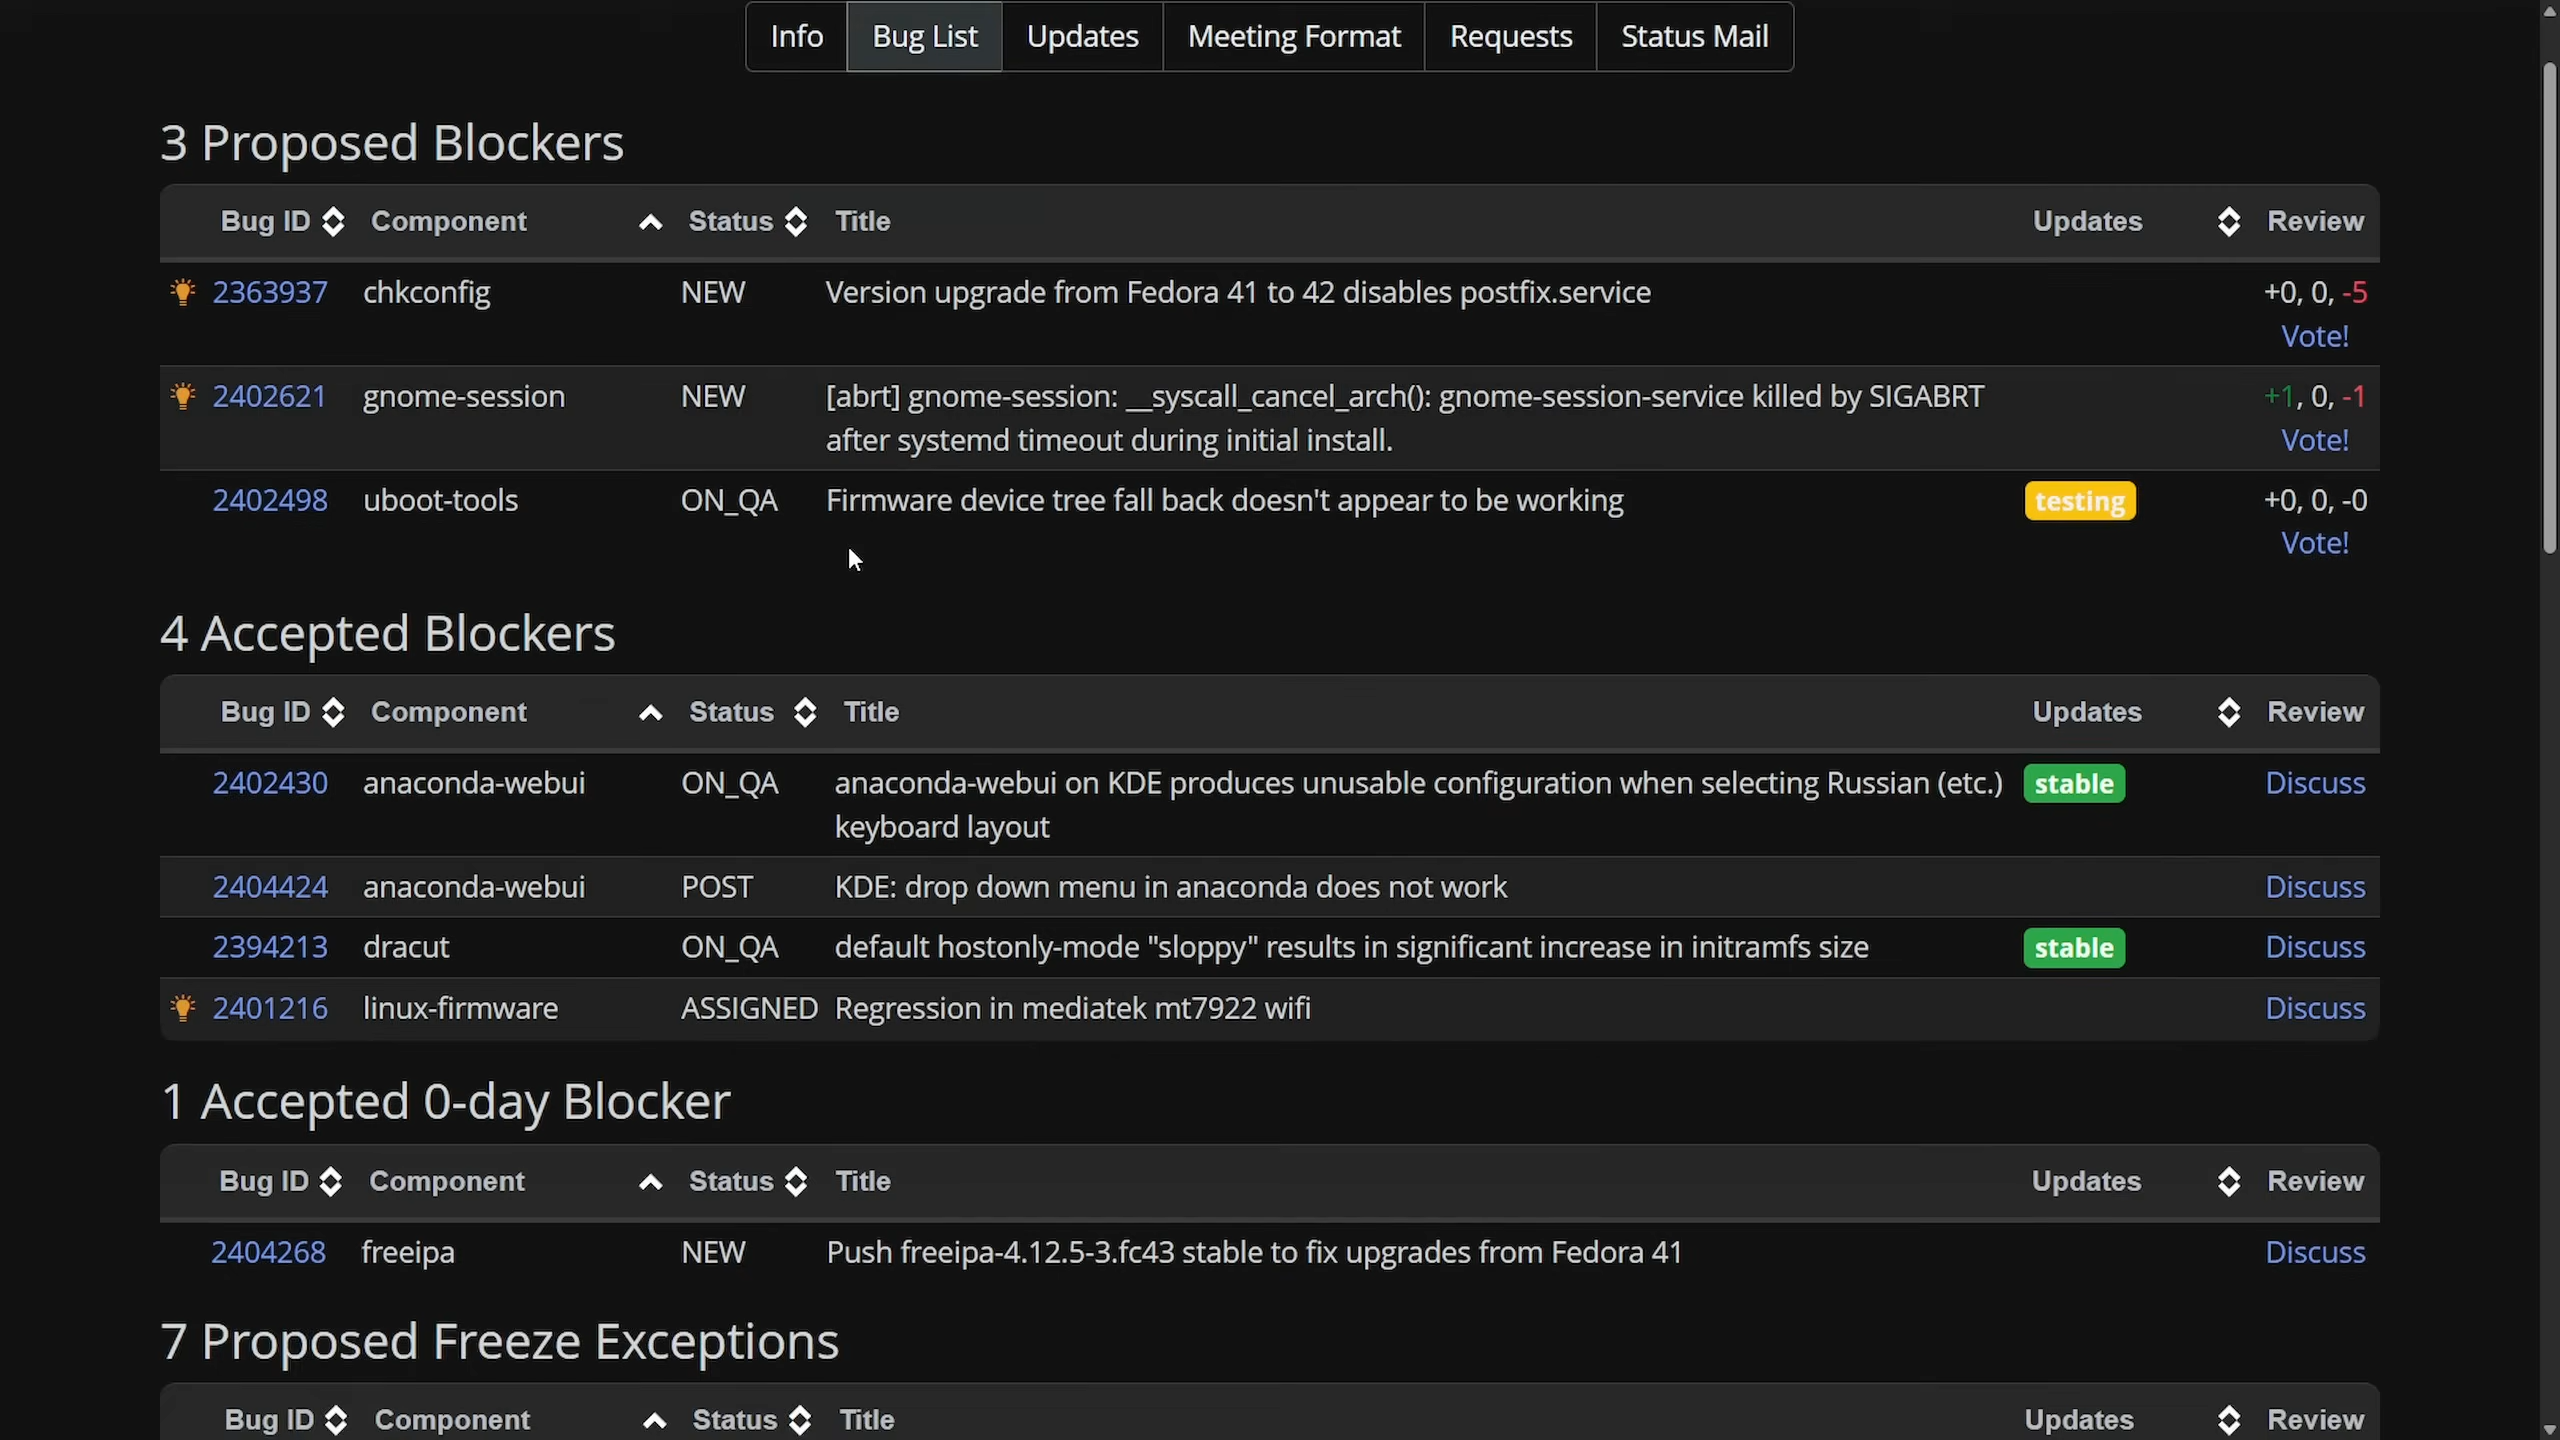 Info Bug List Updates Meeting Format Requests Status Mail
3 Proposed Blockers
Bug ID Component Status Title Updates Review
2363937 chkconfig NEW Version upgrade from Fedora 41 to 42 disables postfix.service +0, 0, -5
Vote!
2402621 gnome-session NEW [abrt] gnome-session: __syscall_cancel_arch(): gnome-session-service killed by SIGABRT +1, 0, -1
after systemd timeout during initial install. Vote!
2402498 uboot-tools ON_QA Firmware device tree fall back doesn't appear to be working testing +0, 0, -0
Vote!
4 Accepted Blockers
Bug ID Component Status Title Updates Review
2402430 anaconda-webui ON_QA anaconda-webui on KDE produces unusable configuration when selecting Russian (etc.) stable Discuss
keyboard layout
2404424 anaconda-webui POST KDE: drop down menu in anaconda does not work Discuss
2394213 dracut ON_QA default hostonly-mode "sloppy" results in significant increase in initramfs size stable Discuss
2401216 linux-firmware ASSIGNED Regression in mediatek mt7922 wifi Discuss
1 Accepted 0-day Blocker
Bug ID Component Status Title Updates Review
2404268 freeipa NEW Push freeipa-4.12.5-3.fc43 stable to fix upgrades from Fedora 41 Discuss
7 Proposed Freeze Exceptions
Bug ID Component Status Title Updates Review